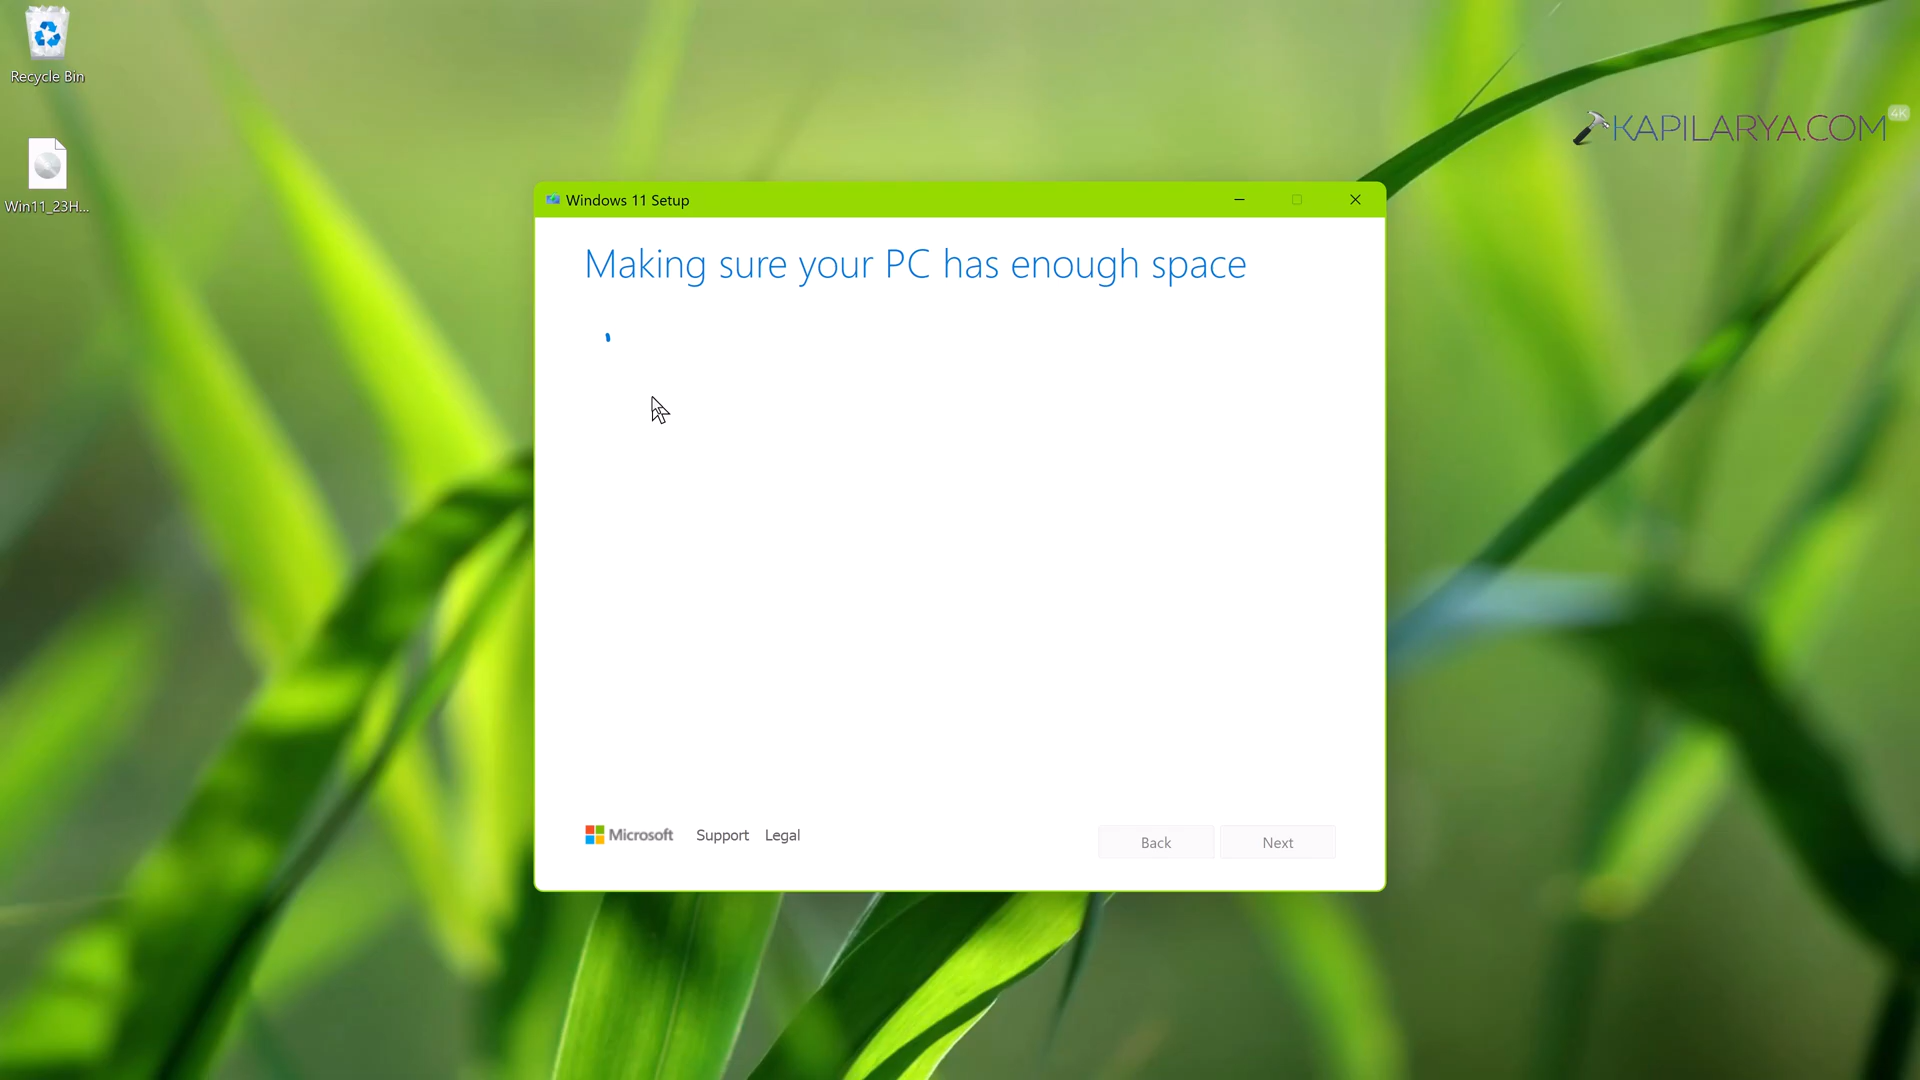 Recycle Bin
Win11_23H...
KAPILARYA.COM
4K
Windows 11 Setup
Making sure your PC has enough space
Microsoft
Support
Legal
Back
Next